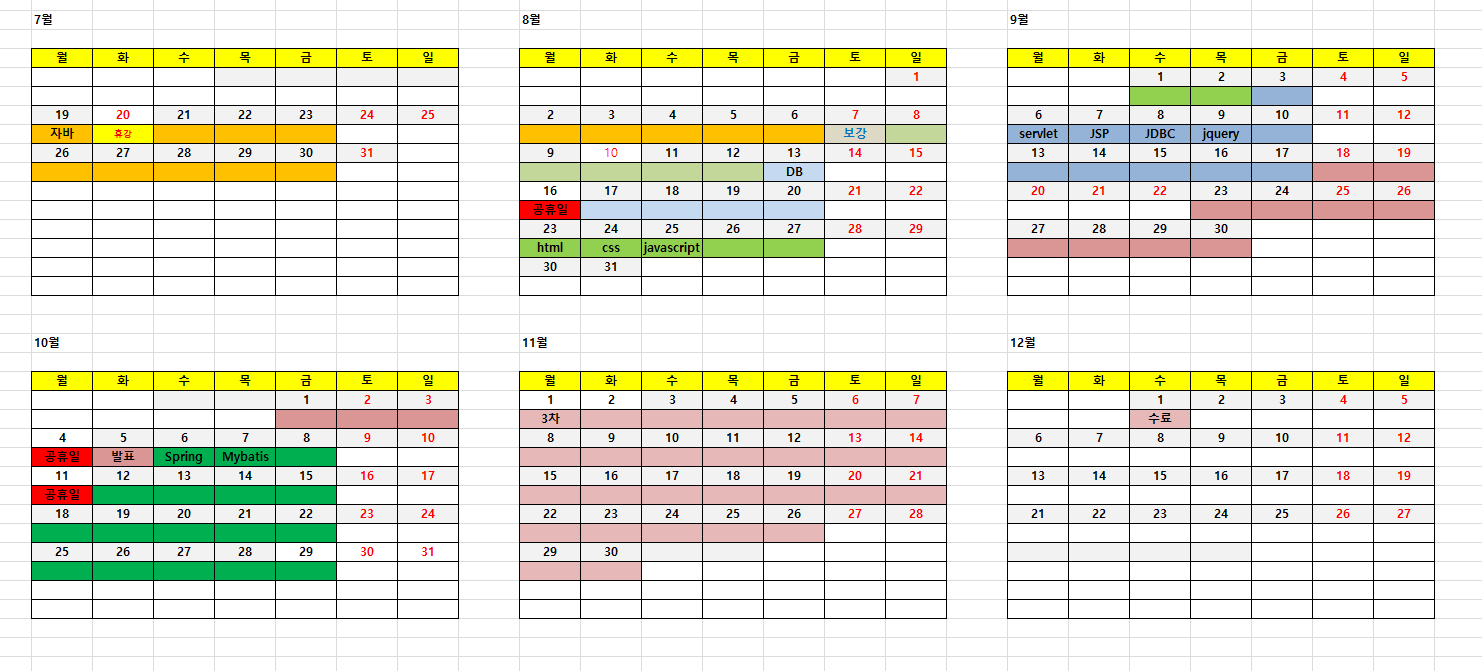 7월
월 화 수 목 금 토 일
19 20 21 22 23 24 25
자바 휴강
26 27 28 29 30 31
8월
월 화 수 목 금 토 일
1
2 3 4 5 6 7 8
보강
9 10 11 12 13 14 15
DB
16 17 18 19 20 21 22
공휴일
23 24 25 26 27 28 29
html css javascript
30 31
9월
월 화 수 목 금 토 일
1 2 3 4 5
6 7 8 9 10 11 12
servlet JSP JDBC jquery
13 14 15 16 17 18 19
20 21 22 23 24 25 26
27 28 29 30
10월
월 화 수 목 금 토 일
1 2 3
4 5 6 7 8 9 10
공휴일 발표 Spring Mybatis
11 12 13 14 15 16 17
공휴일
18 19 20 21 22 23 24
25 26 27 28 29 30 31
11월
월 화 수 목 금 토 일
1 2 3 4 5 6 7
3차
8 9 10 11 12 13 14
15 16 17 18 19 20 21
22 23 24 25 26 27 28
29 30
12월
월 화 수 목 금 토 일
1 2 3 4 5
수료
6 7 8 9 10 11 12
13 14 15 16 17 18 19
21 22 23 24 25 26 27